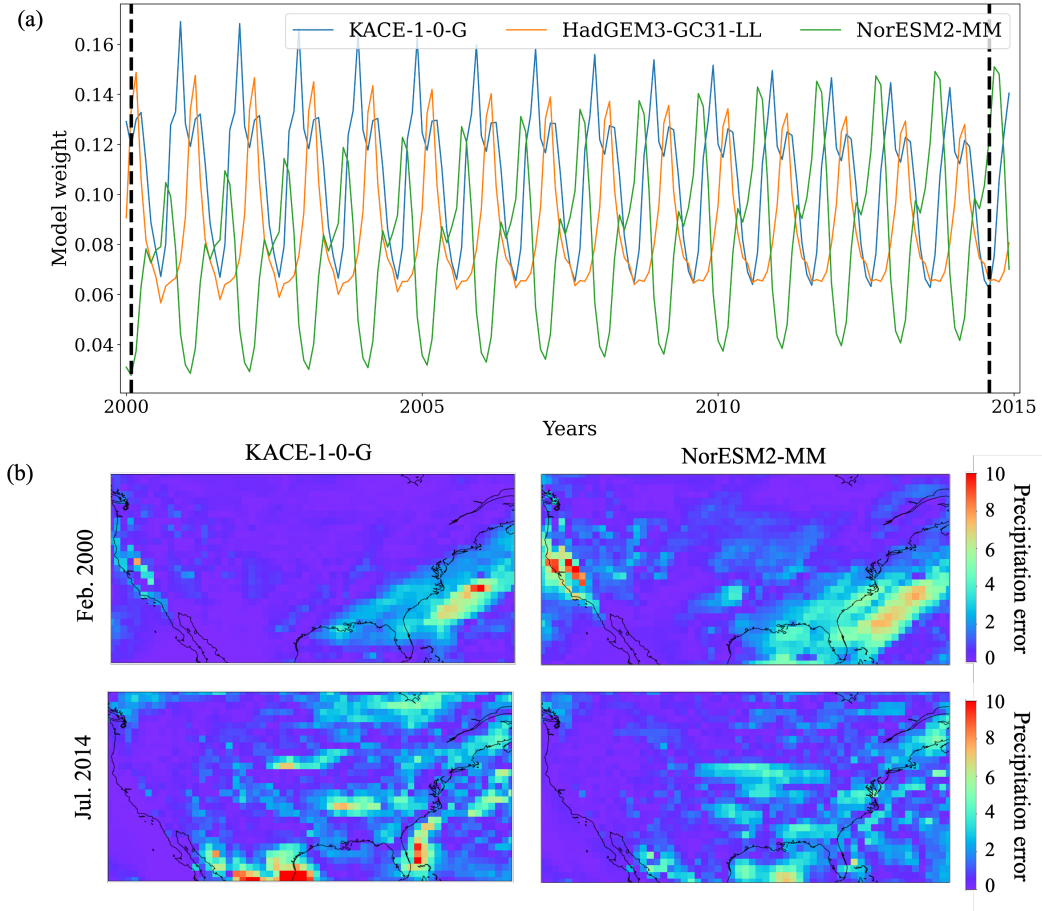 (a)
KACE-1-0-G HadGEM3-GC31-LL NorESM2-MM
0.16
0.14
0.12
0.10
0.08
0.06
0.04
Model weight
2000 2005 2010 2015
Years
(b)
KACE-1-0-G NorESM2-MM
Feb. 2000
10
8
6
4
2
0
Precipitation error
Jul. 2014
10
8
6
4
2
0
Precipitation error